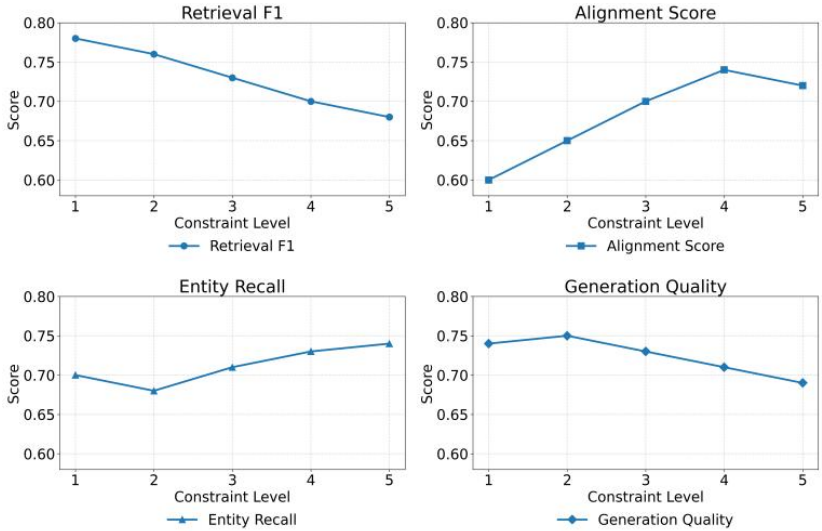 Retrieval F1
0.80
0.75
0.70
0.65
0.60
Score
1 2 3 4 5
Constraint Level
Retrieval F1
Alignment Score
0.80
0.75
0.70
0.65
0.60
Score
1 2 3 4 5
Constraint Level
Alignment Score
Entity Recall
0.80
0.75
0.70
0.65
0.60
Score
1 2 3 4 5
Constraint Level
Entity Recall
Generation Quality
0.80
0.75
0.70
0.65
0.60
Score
1 2 3 4 5
Constraint Level
Generation Quality